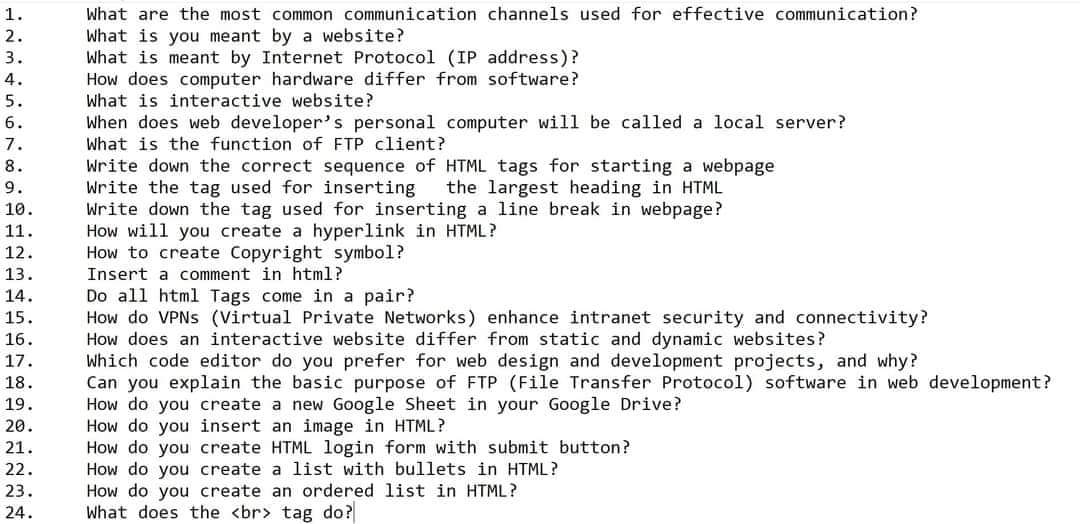 1. What are the most common communication channels used for effective communication?
2. What is you meant by a website?
3. What is meant by Internet Protocol (IP address)?
4. How does computer hardware differ from software?
5. What is interactive website?
6. When does web developer’s personal computer will be called a local server?
7. What is the function of FTP client?
8. Write down the correct sequence of HTML tags for starting a webpage
9. Write the tag used for inserting   the largest heading in HTML
10. Write down the tag used for inserting a line break in webpage?
11. How will you create a hyperlink in HTML?
12. How to create Copyright symbol?
13. Insert a comment in html?
14. Do all html Tags come in a pair?
15. How do VPNs (Virtual Private Networks) enhance intranet security and connectivity?
16. How does an interactive website differ from static and dynamic websites?
17. Which code editor do you prefer for web design and development projects, and why?
18. Can you explain the basic purpose of FTP (File Transfer Protocol) software in web development?
19. How do you create a new Google Sheet in your Google Drive?
20. How do you insert an image in HTML?
21. How do you create HTML login form with submit button?
22. How do you create a list with bullets in HTML?
23. How do you create an ordered list in HTML?
24. What does the <br> tag do?